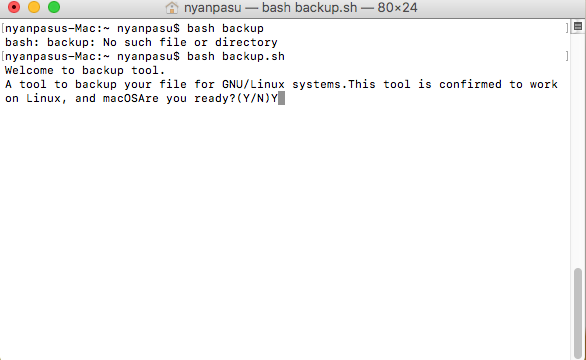 nyanpasu — bash backup.sh — 80×24
[nyanpasus-Mac:~ nyanpasu$ bash backup ]
bash: backup: No such file or directory
[nyanpasus-Mac:~ nyanpasu$ bash backup.sh ]
Welcome to backup tool.
A tool to backup your file for GNU/Linux systems.This tool is confirmed to work
on Linux, and macOSAre you ready?(Y/N)Y